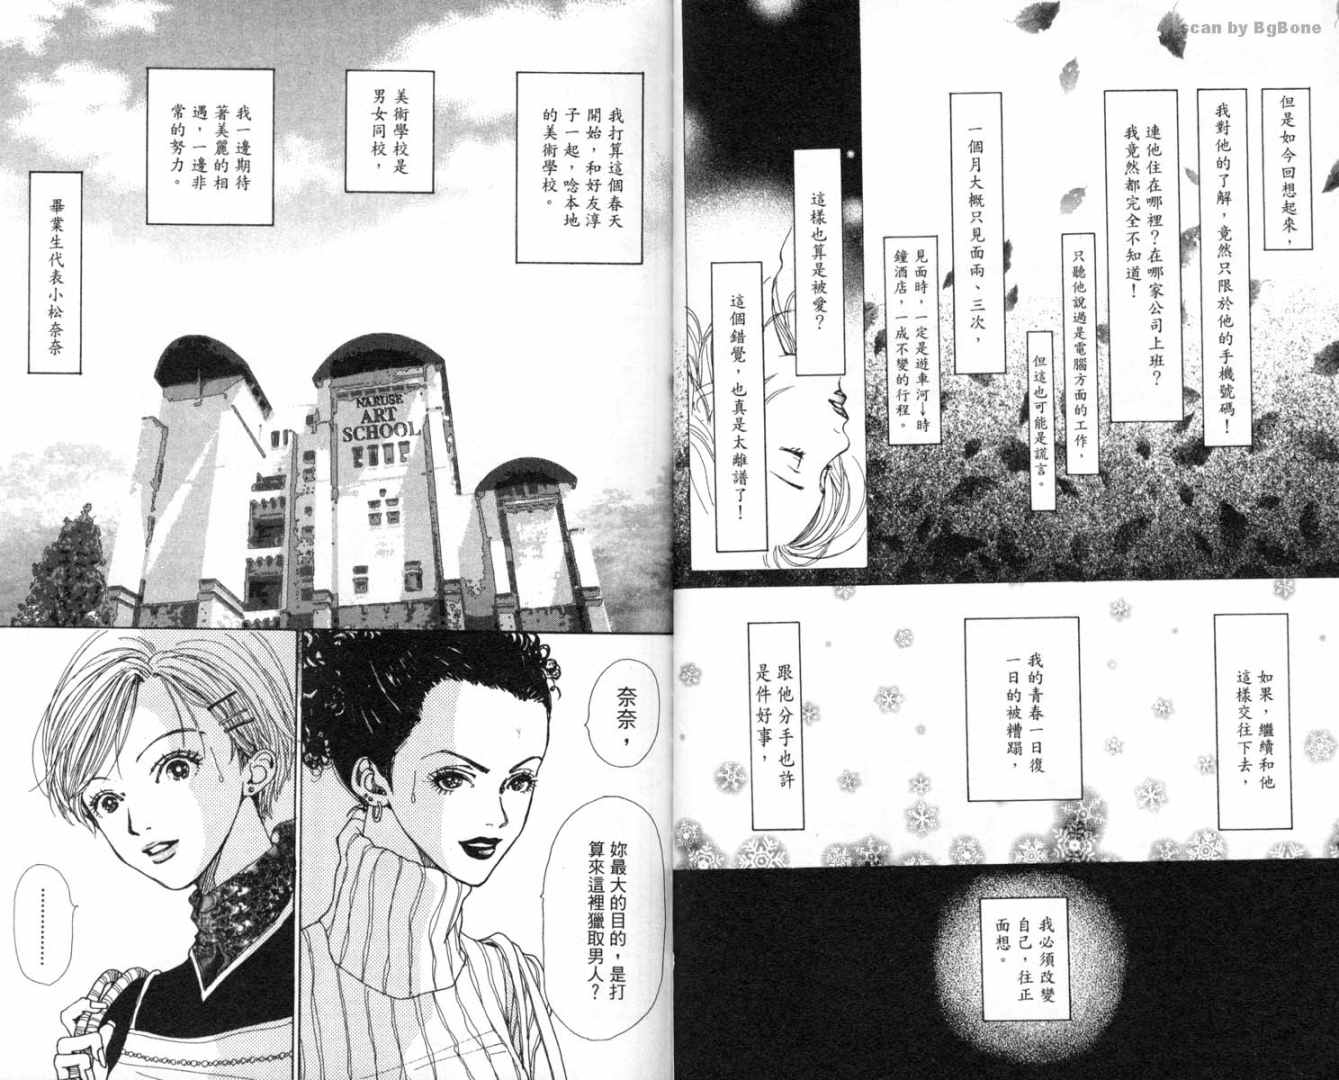 scan by BgBone
但是如今回想起來，
我對他的了解，竟然只限於他的手機號碼！
連他住在哪裡？在哪家公司上班？
我竟然都完全不知道！
只聽他說過是電腦方面的工作，
但這也可能是謊言。
一個月大概只見面兩、三次，
見面時，一定是遊車河→時
鐘酒店，一成不變的行程。
這樣也算是被愛？
這個錯覺，也真是太離譜了！
如果，繼續和他
這樣交往下去，
我的青春一日復
一日的被糟蹋，
跟他分手也許
是件好事，
我必須改變
自己，往正
面想。
我打算這個春天
開始，和好友淳
子一起，唸本地
的美術學校。
美術學校是
男女同校，
我一邊期待
著美麗的相
遇，一邊非
常的努力。
畢業生代表小松奈奈
NARUSE
ART
SCHOOL
奈奈，
妳最大的目的，是打
算來這裡獵取男人？
…………